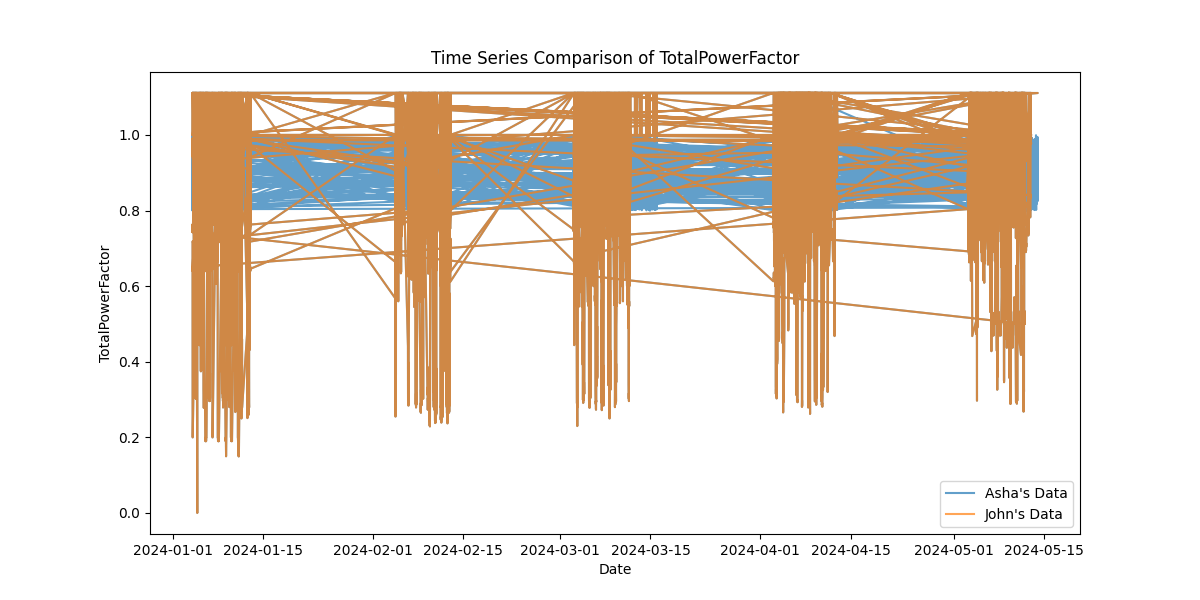 Time Series Comparison of TotalPowerFactor
TotalPowerFactor
1.0
0.8
0.6
0.4
0.2
0.0
Asha's Data
John's Data
2024-01-01 2024-01-15 2024-02-01 2024-02-15 2024-03-01 2024-03-15 2024-04-01 2024-04-15 2024-05-01 2024-05-15
Date